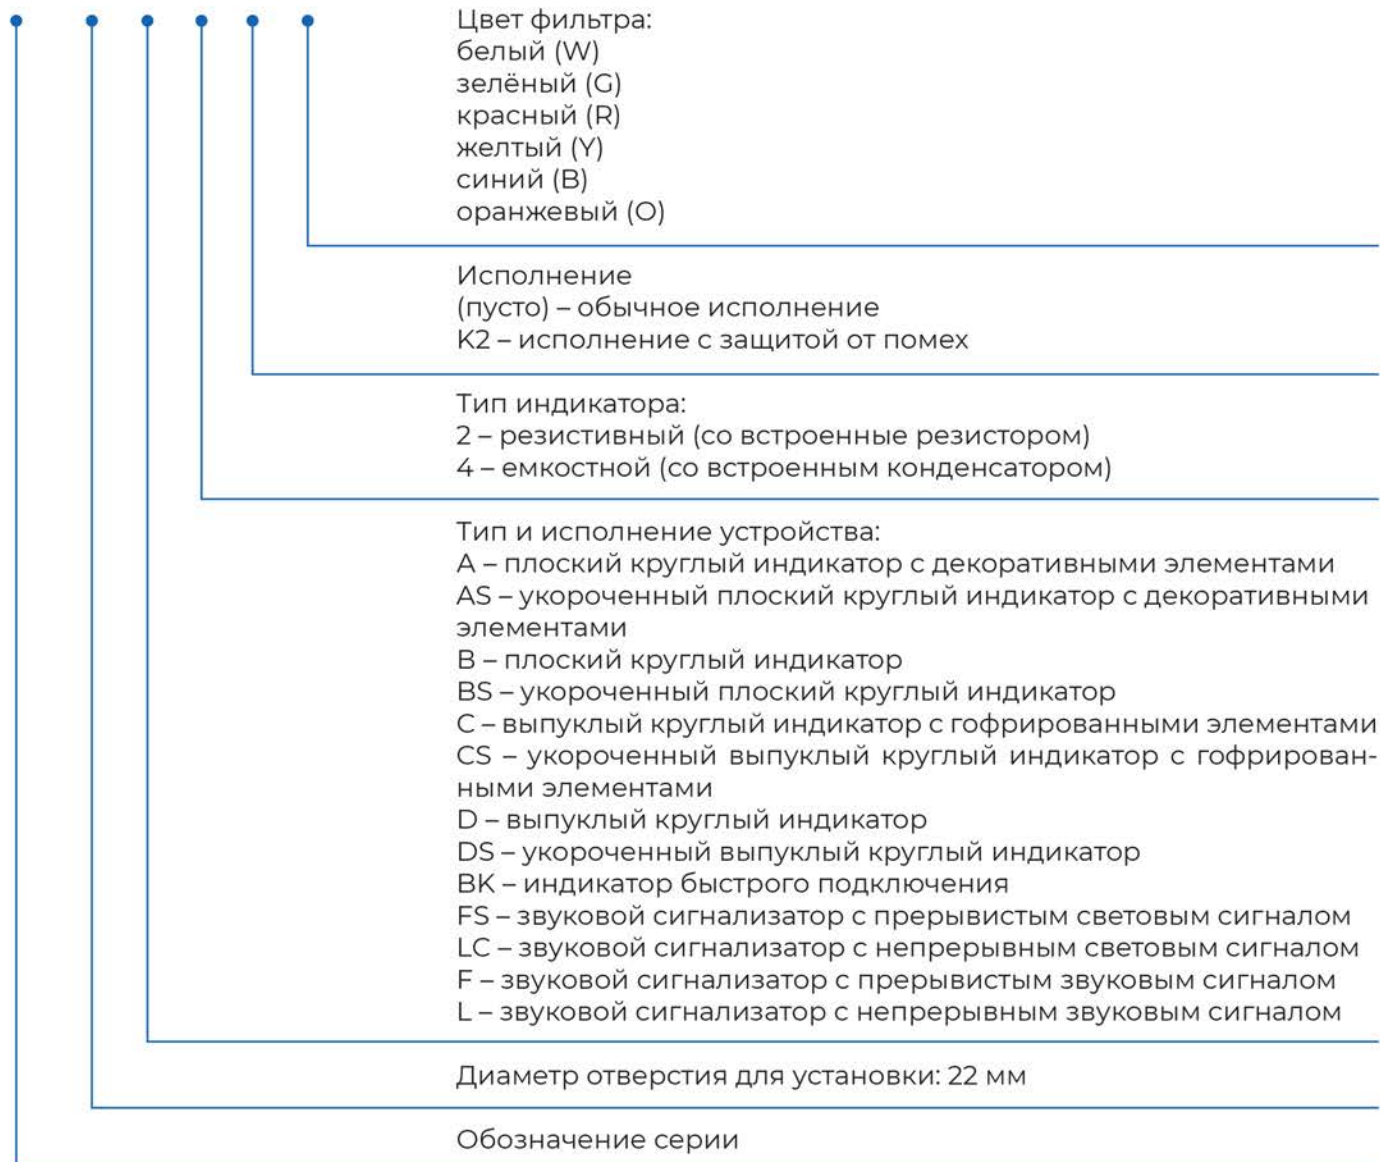 Цвет фильтра:
белый (W)
зелёный (G)
красный (R)
желтый (Y)
синий (B)
оранжевый (O)
Исполнение
(пусто) – обычное исполнение
K2 – исполнение с защитой от помех
Тип индикатора:
2 – резистивный (со встроенные резистором)
4 – емкостной (со встроенным конденсатором)
Тип и исполнение устройства:
A – плоский круглый индикатор с декоративными элементами
AS – укороченный плоский круглый индикатор с декоративными
элементами
B – плоский круглый индикатор
BS – укороченный плоский круглый индикатор
C – выпуклый круглый индикатор с гофрированными элементами
CS – укороченный выпуклый круглый индикатор с гофрирован-
ными элементами
D – выпуклый круглый индикатор
DS – укороченный выпуклый круглый индикатор
BK – индикатор быстрого подключения
FS – звуковой сигнализатор с прерывистым световым сигналом
LC – звуковой сигнализатор с непрерывным световым сигналом
F – звуковой сигнализатор с прерывистым звуковым сигналом
L – звуковой сигнализатор с непрерывным звуковым сигналом
Диаметр отверстия для установки: 22 мм
Обозначение серии